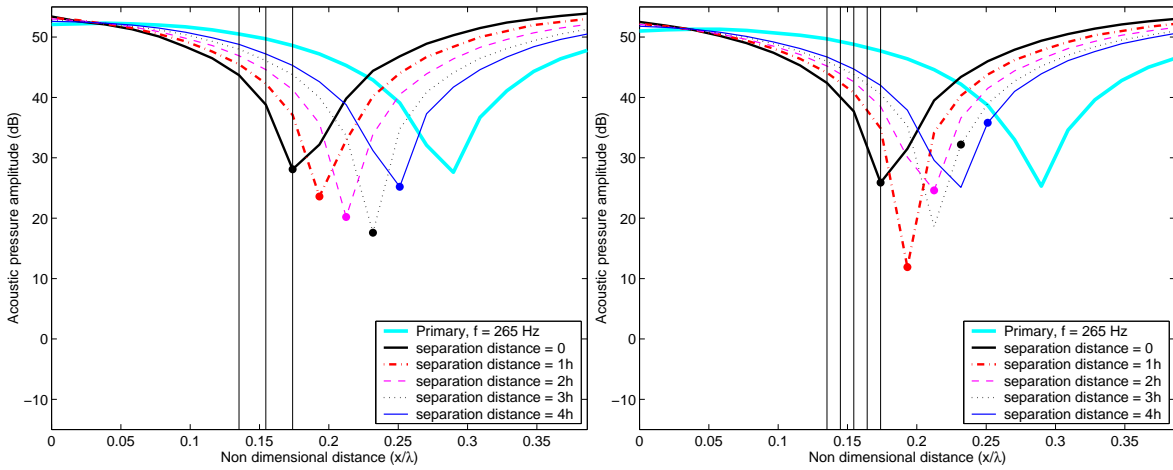 50
40
30
20
10
0
−10
Acoustic pressure amplitude (dB)
0 0.05 0.1 0.15 0.2 0.25 0.3 0.35
Non dimensional distance (x/λ)
Primary, f = 265 Hz
separation distance = 0
separation distance = 1h
separation distance = 2h
separation distance = 3h
separation distance = 4h
50
40
30
20
10
0
−10
Acoustic pressure amplitude (dB)
0 0.05 0.1 0.15 0.2 0.25 0.3 0.35
Non dimensional distance (x/λ)
Primary, f = 265 Hz
separation distance = 0
separation distance = 1h
separation distance = 2h
separation distance = 3h
separation distance = 4h